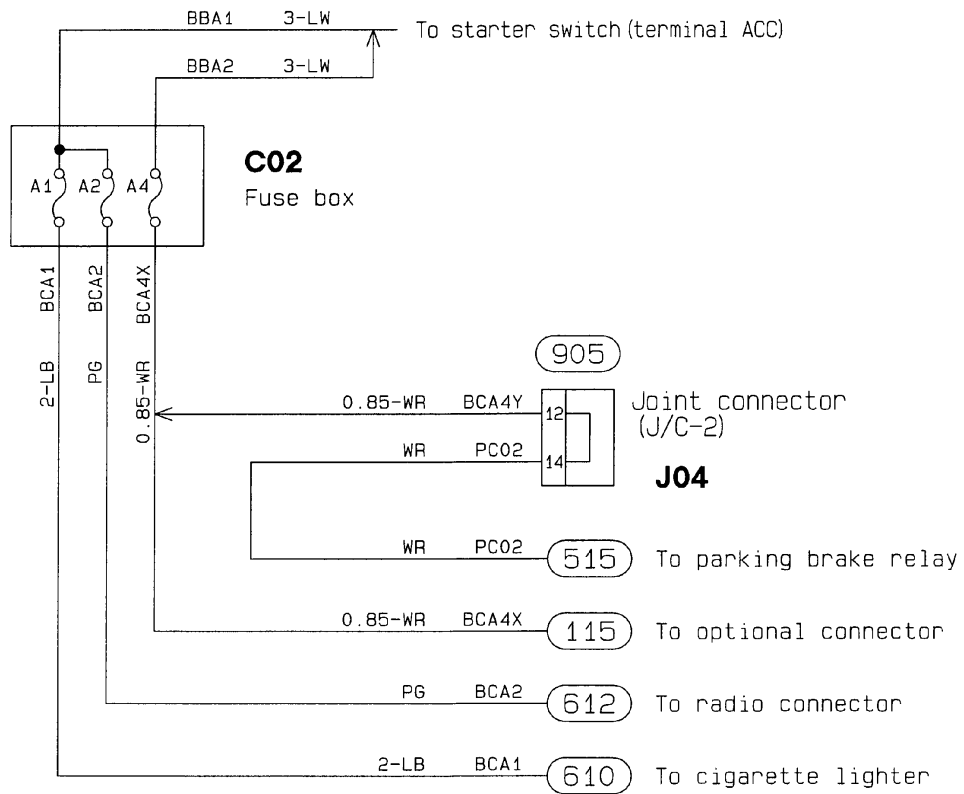 BBA1 3-LW
To starter switch (terminal ACC)
BBA2 3-LW
C02
Fuse box
A1 A2 A4
2-LB BCA1
PG BCA2
0.85-WR BCA4X
905
0.85-WR BCA4Y 12
Joint connector
(J/C-2)
WR PC02 14
J04
WR PC02 515 To parking brake relay
0.85-WR BCA4X 115 To optional connector
PG BCA2 612 To radio connector
2-LB BCA1 610 To cigarette lighter